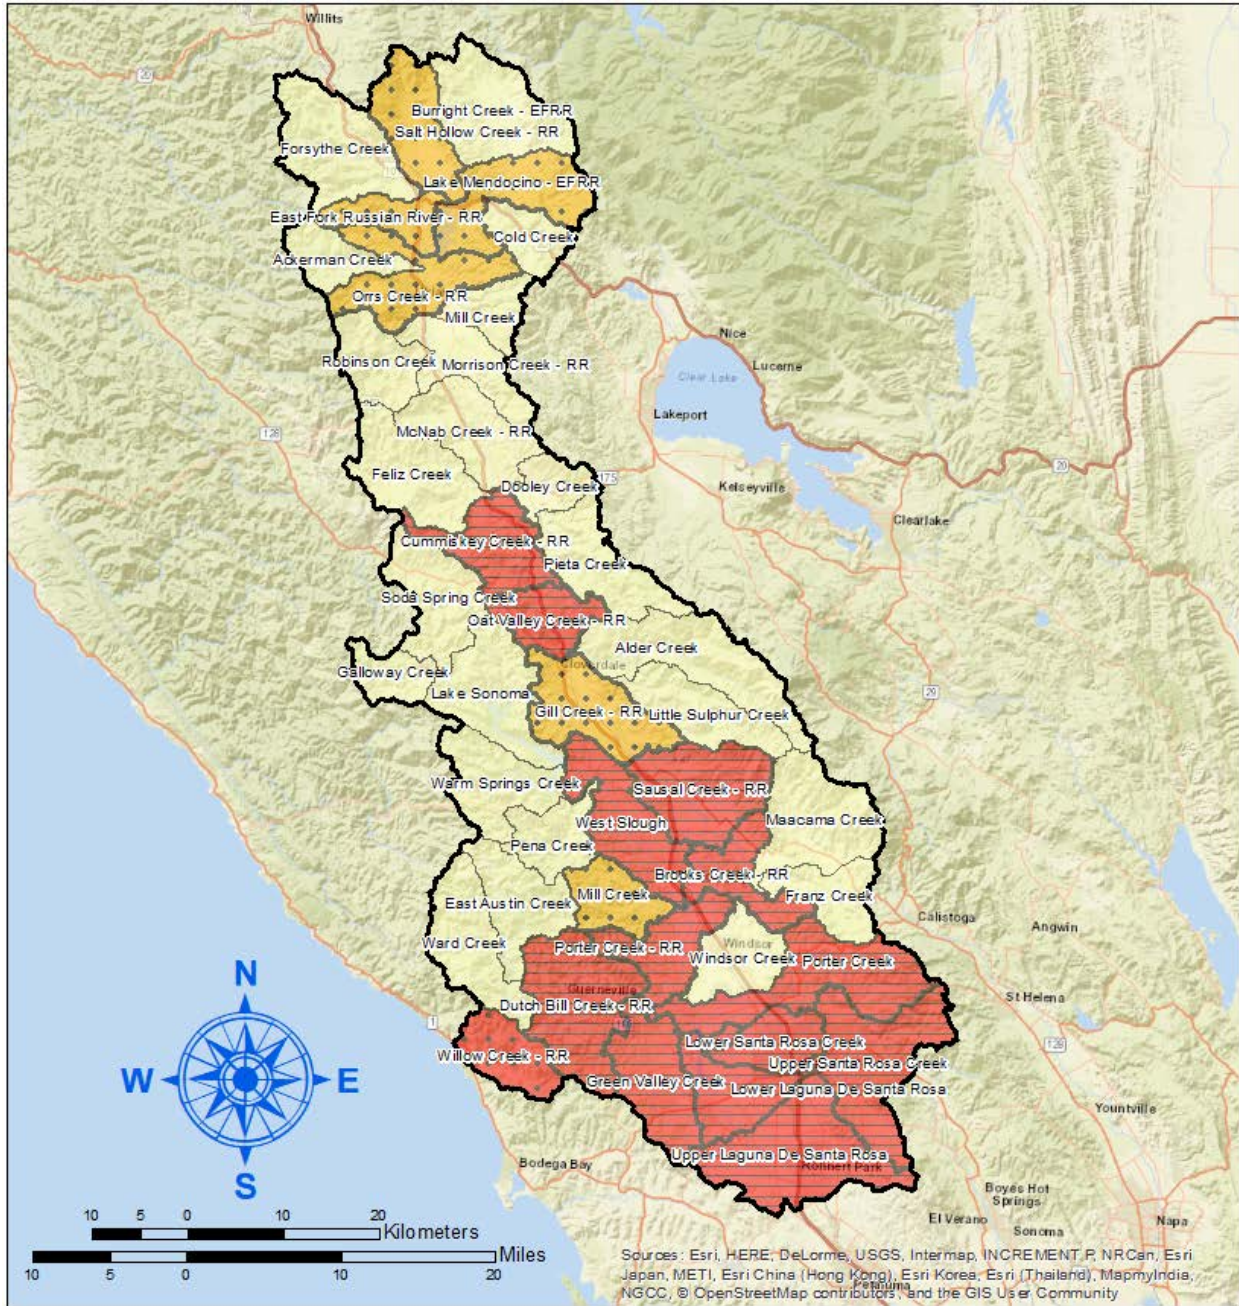 Willits
20
Burright Creek - EFRR
Salt Hollow Creek - RR
Forsythe Creek
Lake Mendocino - EFRR
East Fork Russian River - RR
Cold Creek
Ackerman Creek
Orrs Creek - RR
Mill Creek
Nice
Robinson Creek
Morrison Creek - RR
Lucerne
Clear Lake
Lakeport
128
McNab Creek - RR
20
Feliz Creek
Dooley Creek
175
Kelseyville
Clearlake
Cummiskey Creek - RR
Pieta Creek
Soda Spring Creek
Oat Valley Creek - RR
Alder Creek
Cloverdale
Galloway Creek
Lake Sonoma
29
Gill Creek - RR
Little Sulphur Creek
Warm Springs Creek
Sausal Creek - RR
West Slough
Maacama Creek
Pena Creek
Brooks Creek - RR
Mill Creek
Franz Creek
East Austin Creek
Calistoga
Angwin
Ward Creek
Porter Creek - RR
Windsor
Windsor Creek
Porter Creek
Guerneville
St Helena
Dutch Bill Creek - RR
1
Lower Santa Rosa Creek
128
Willow Creek - RR
Upper Santa Rosa Creek
Green Valley Creek
Lower Laguna De Santa Rosa
Yountville
Upper Laguna De Santa Rosa
Bodega Bay
Rohnert Park
Boyes Hot
Springs
El Verano
Sonoma
Napa
N
W
E
S
10 5 0 10 20
Kilometers
Miles
10 5 0 10 20
Sources: Esri, HERE, DeLorme, USGS, Intermap, INCREMENT P, NRCan, Esri
Japan, METI, Esri China (Hong Kong), Esri Korea, Esri (Thailand), MapmyIndia,
NGCC, © OpenStreetMap contributors, and the GIS User Community
Petaluma